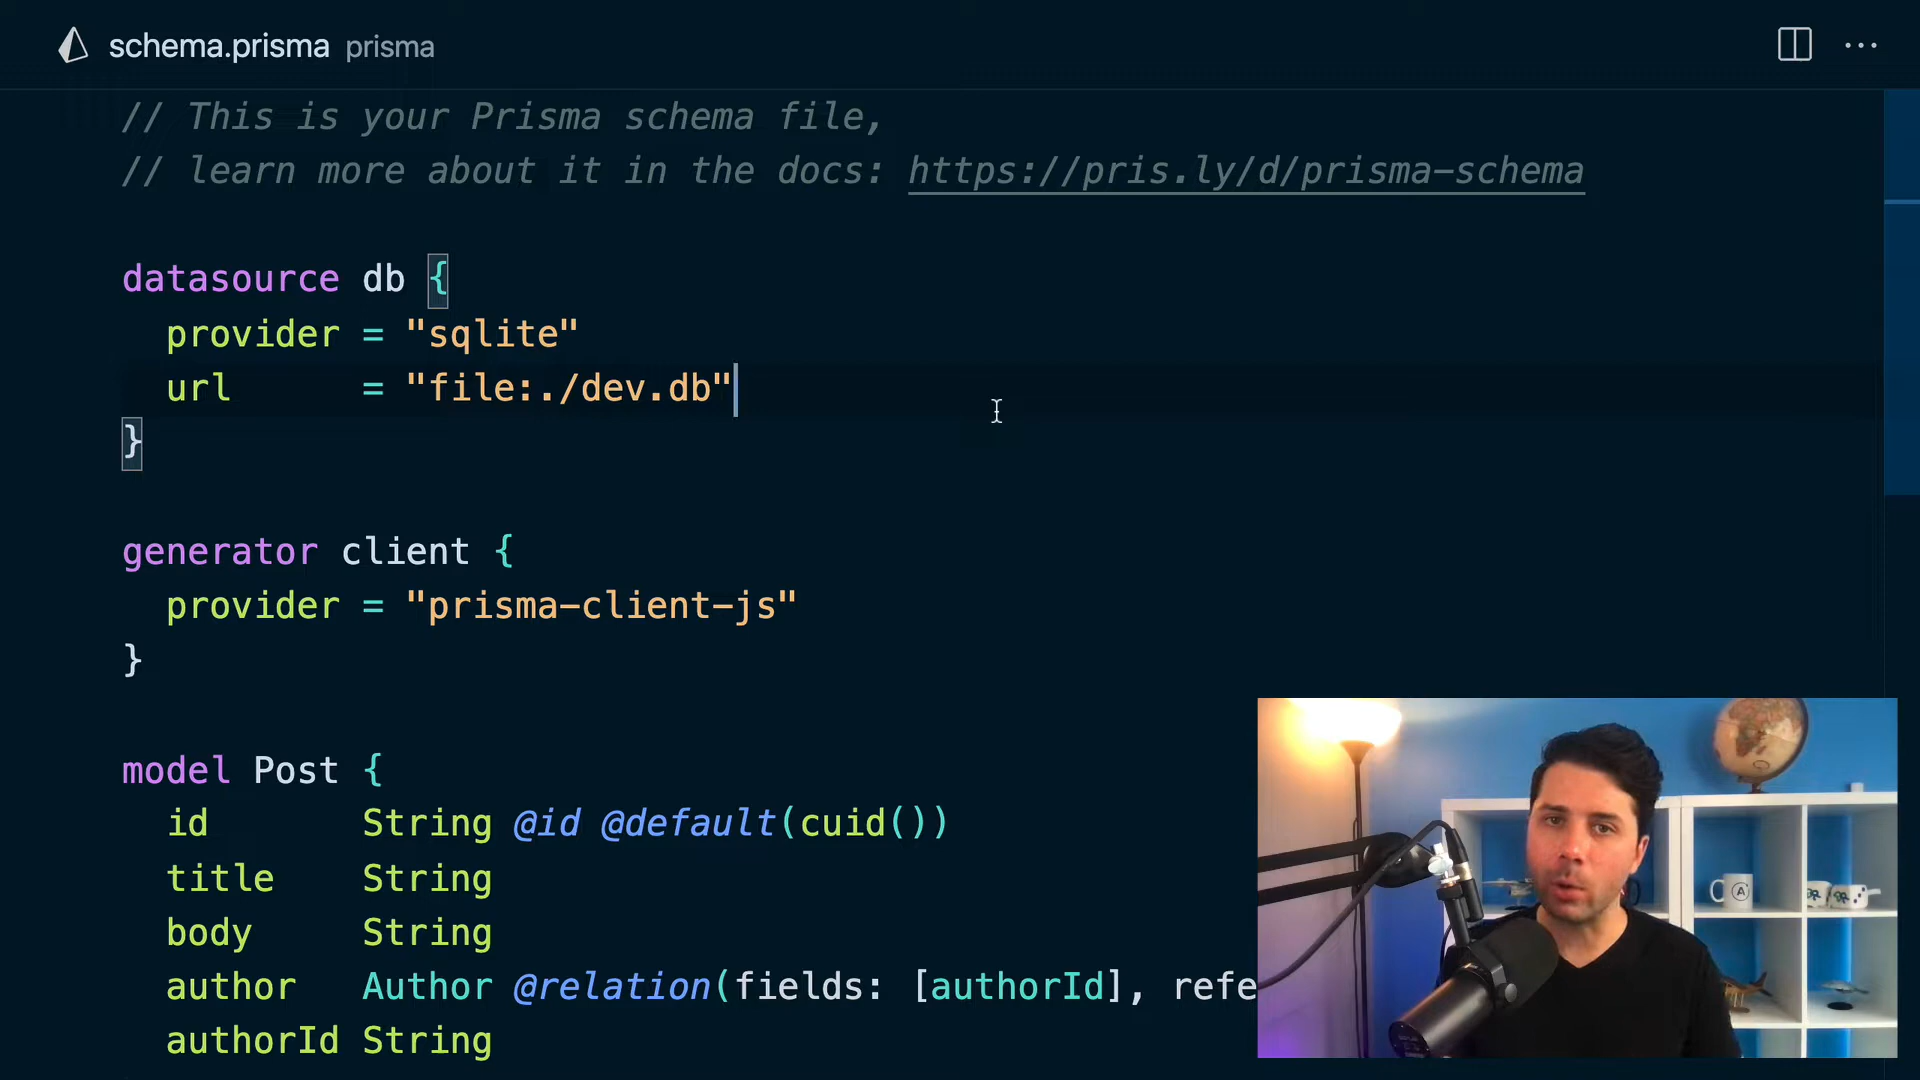 schema.prisma prisma
// This is your Prisma schema file,
// learn more about it in the docs: https://pris.ly/d/prisma-schema
datasource db {
  provider = "sqlite"
  url      = "file:./dev.db"
}
generator client {
  provider = "prisma-client-js"
}
model Post {
  id       String @id @default(cuid())
  title    String
  body     String
  author   Author @relation(fields: [authorId], refe
  authorId String
A